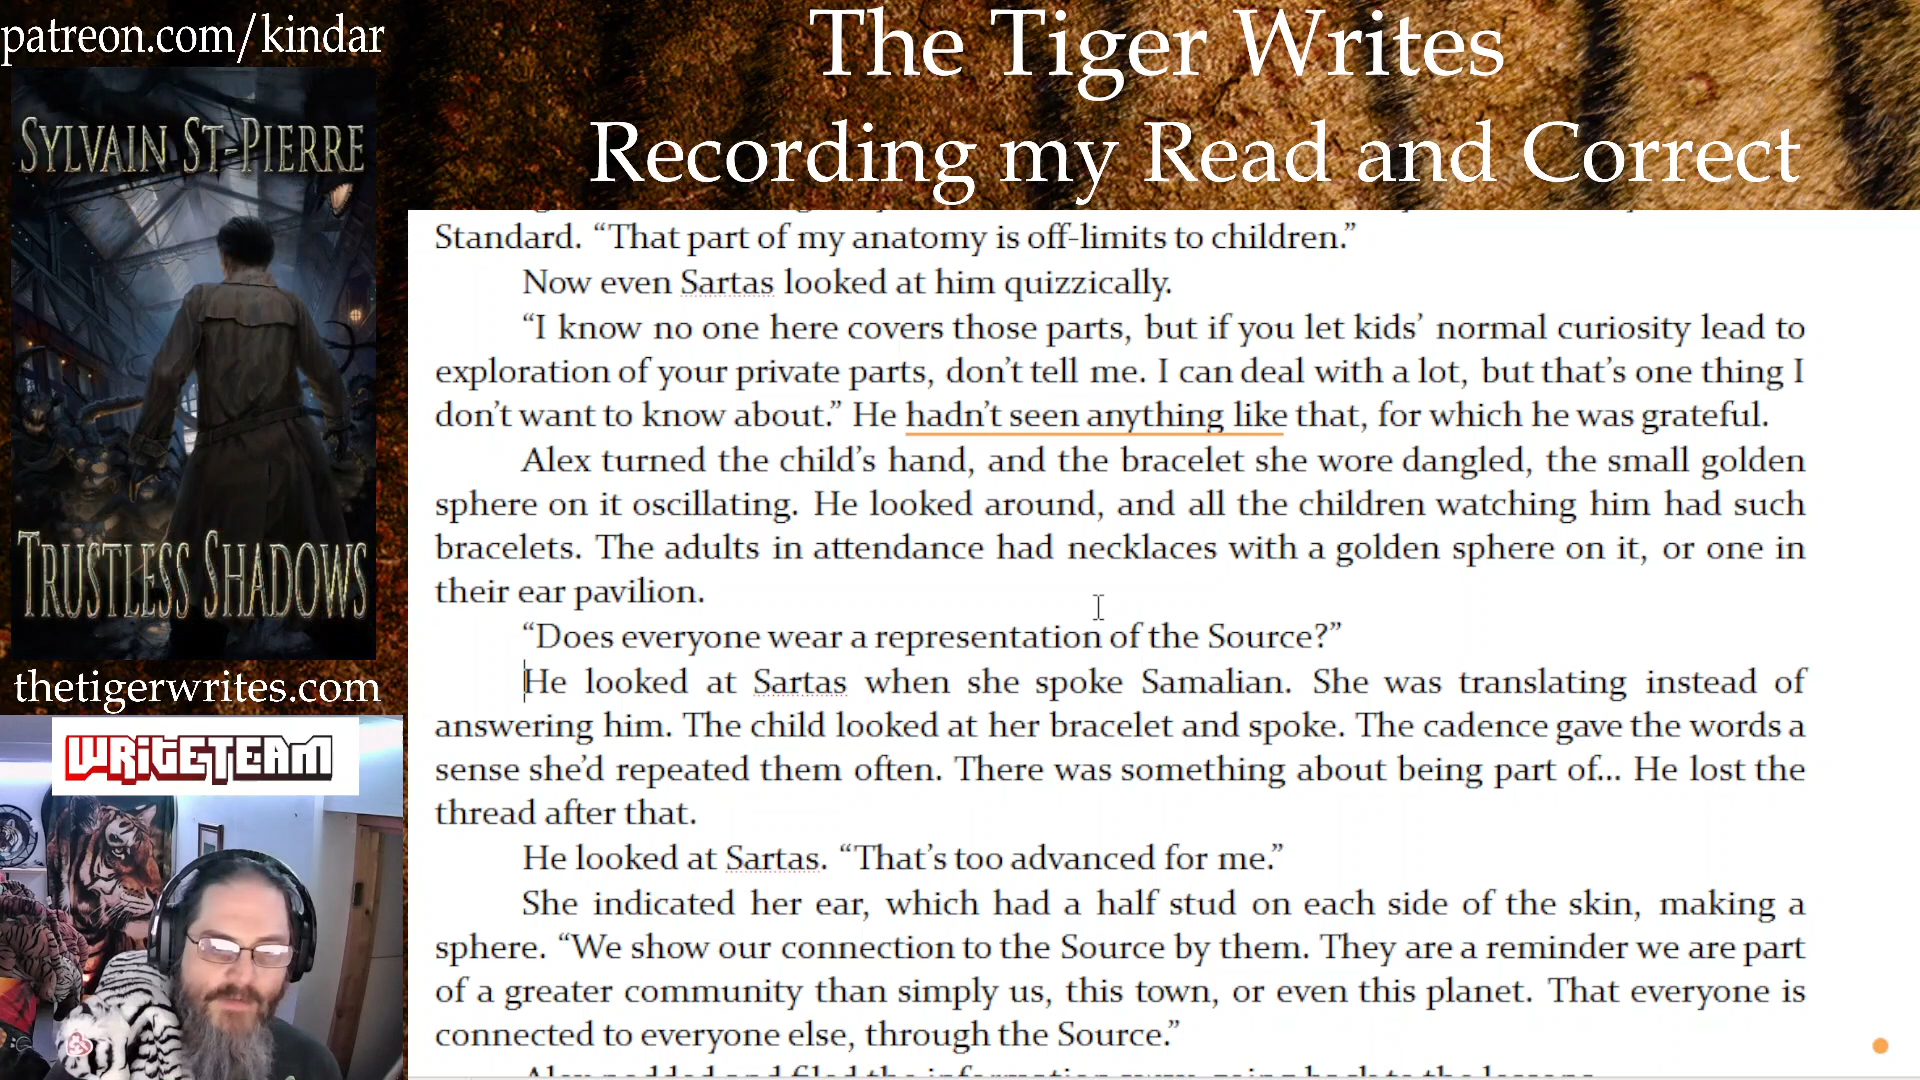 patreon.com/kindar
SYLVAIN ST-PIERRE
TRUSTLESS SHADOWS
thetigerwrites.com
WRITETEAM
The Tiger Writes
Recording my Read and Correct
Standard. “That part of my anatomy is off-limits to children.”
Now even Sartas looked at him quizzically.
“I know no one here covers those parts, but if you let kids’ normal curiosity lead to
exploration of your private parts, don’t tell me. I can deal with a lot, but that’s one thing I
don’t want to know about.” He hadn’t seen anything like that, for which he was grateful.
Alex turned the child’s hand, and the bracelet she wore dangled, the small golden
sphere on it oscillating. He looked around, and all the children watching him had such
bracelets. The adults in attendance had necklaces with a golden sphere on it, or one in
their ear pavilion.
“Does everyone wear a representation of the Source?”
He looked at Sartas when she spoke Samalian. She was translating instead of
answering him. The child looked at her bracelet and spoke. The cadence gave the words a
sense she’d repeated them often. There was something about being part of... He lost the
thread after that.
He looked at Sartas. “That’s too advanced for me.”
She indicated her ear, which had a half stud on each side of the skin, making a
sphere. “We show our connection to the Source by them. They are a reminder we are part
of a greater community than simply us, this town, or even this planet. That everyone is
connected to everyone else, through the Source.”
Alex nodded and filed the information away, going back to the lessons.